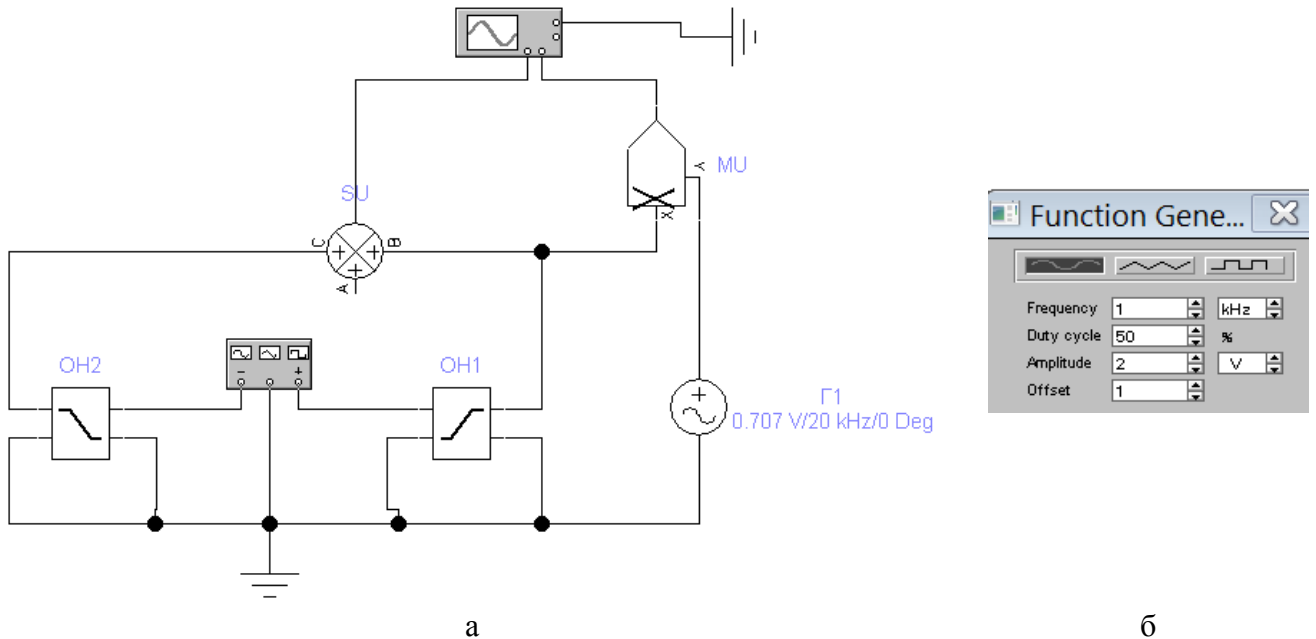 SU
MU
Y
X
C
B
A
OH2
OH1
− +
Г1
0.707 V/20 kHz/0 Deg
Function Gene...
Frequency 1 kHz
Duty cycle 50 %
Amplitude 2 V
Offset 1
а
б